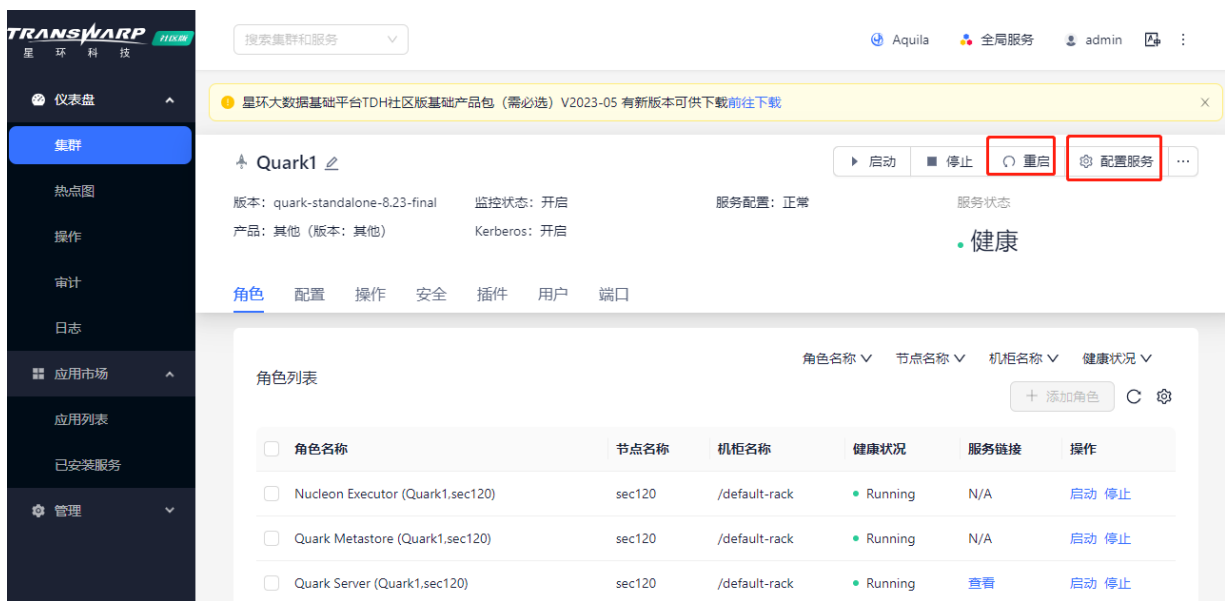 TRANSWARP 社区版
星 环 科 技
搜索集群和服务
Aquila 全局服务 admin
仪表盘
集群
热点图
操作
审计
日志
应用市场
应用列表
已安装服务
管理
星环大数据基础平台TDH社区版基础产品包（需必选）V2023-05 有新版本可供下载前往下载
Quark1
启动 停止 重启 配置服务 ...
版本：quark-standalone-8.23-final 监控状态：开启 服务配置：正常 服务状态
产品：其他（版本：其他） Kerberos：开启 健康
角色 配置 操作 安全 插件 用户 端口
角色列表
角色名称 节点名称 机柜名称 健康状况
添加角色
角色名称 节点名称 机柜名称 健康状况 服务链接 操作
Nucleon Executor (Quark1,sec120) sec120 /default-rack Running N/A 启动 停止
Quark Metastore (Quark1,sec120) sec120 /default-rack Running N/A 启动 停止
Quark Server (Quark1,sec120) sec120 /default-rack Running 查看 启动 停止